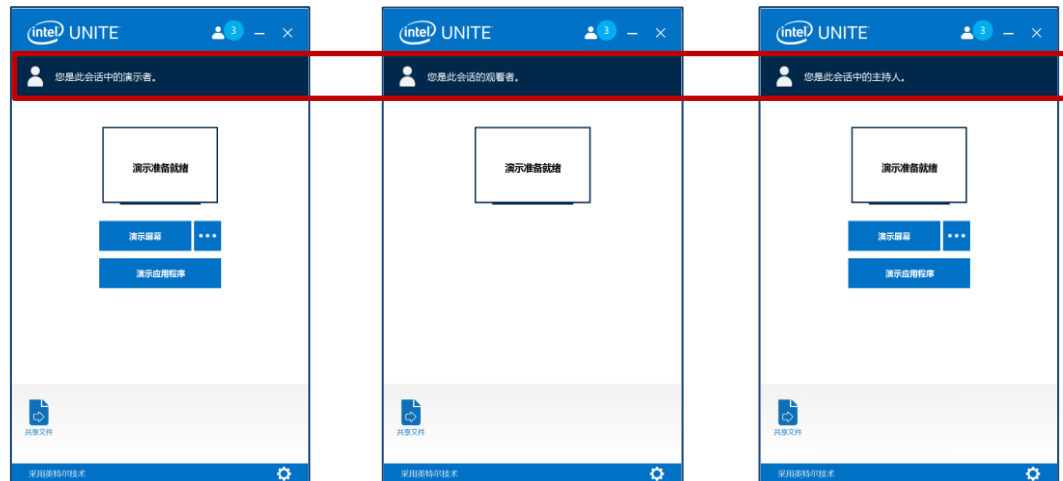 intel UNITE 3
您是此会话中的演示者。
演示准备就绪
演示屏幕
演示应用程序
共享文件
采用英特尔技术
intel UNITE 3
您是此会话的观看者。
演示准备就绪
共享文件
采用英特尔技术
intel UNITE 3
您是此会话中的主持人。
演示准备就绪
演示屏幕
演示应用程序
共享文件
采用英特尔技术